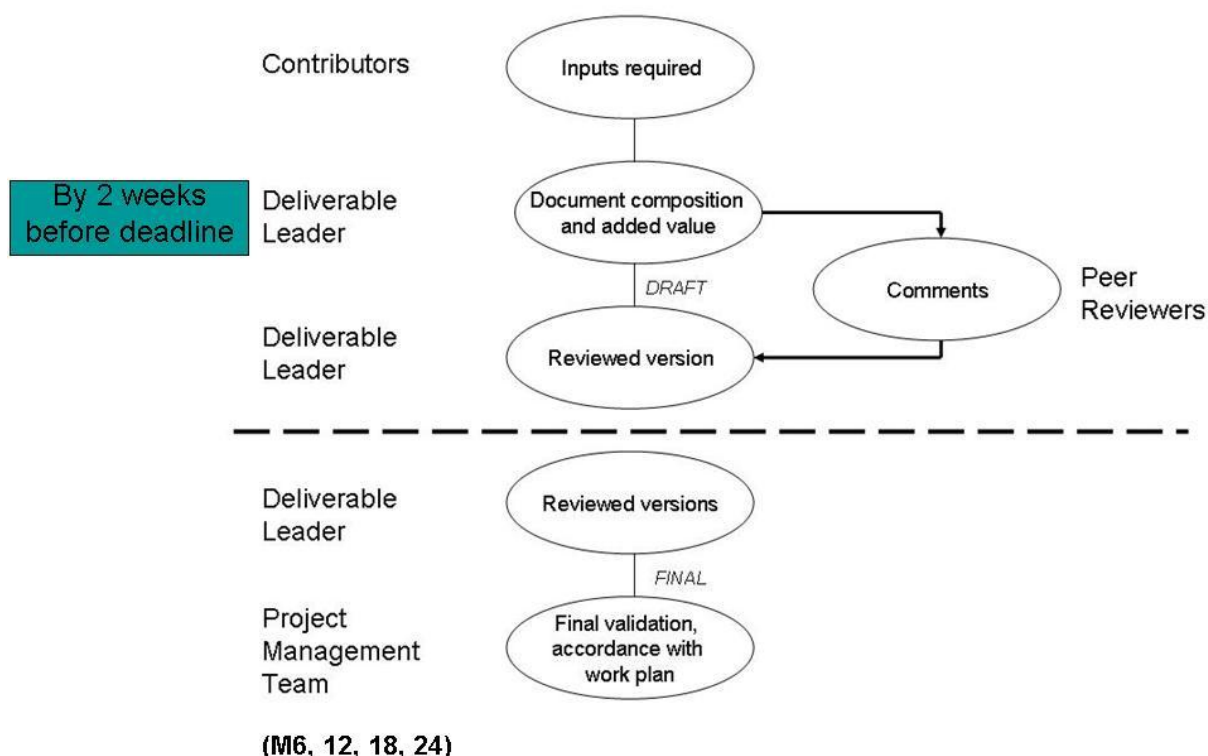 Contributors
Inputs required
By 2 weeks
before deadline
Deliverable
Leader
Document composition
and added value
DRAFT
Comments
Peer
Reviewers
Deliverable
Leader
Reviewed version
Deliverable
Leader
Reviewed versions
FINAL
Project
Management
Team
Final validation,
accordance with
work plan
(M6, 12, 18, 24)